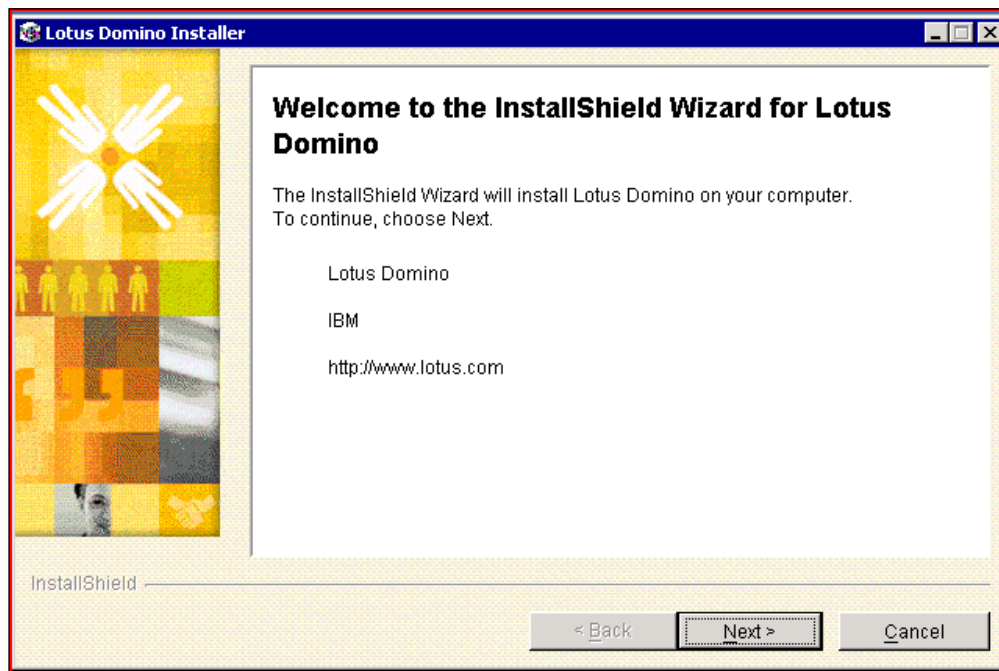 Lotus Domino Installer
Welcome to the InstallShield Wizard for Lotus
Domino
The InstallShield Wizard will install Lotus Domino on your computer.
To continue, choose Next.
Lotus Domino
IBM
http://www.lotus.com
InstallShield
< Back
Next >
Cancel